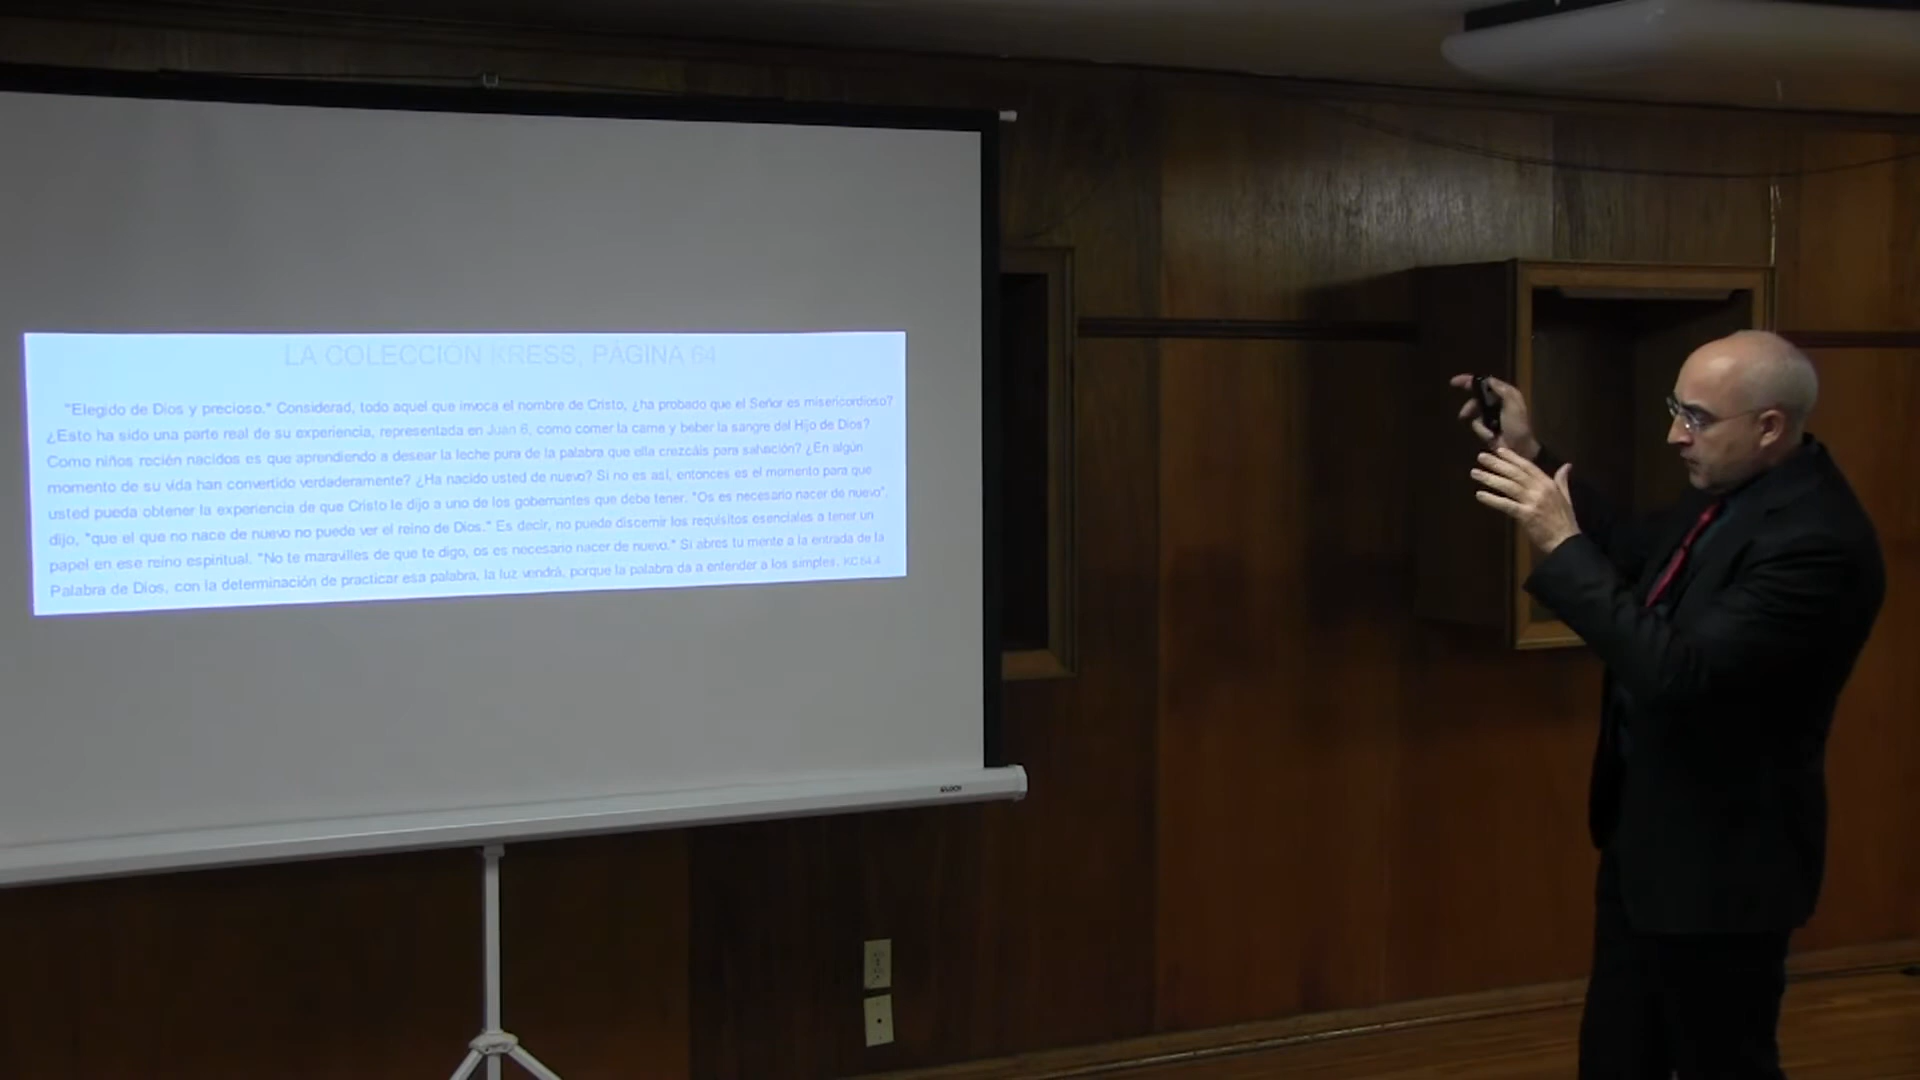 LA COLECCIÓN KRESS, PÁGINA 64
"Elegido de Dios y precioso." Considerad, todo aquel que invoca el nombre de Cristo, ¿ha probado que el Señor es misericordioso?
¿Esto ha sido una parte real de su experiencia, representada en Juan 6, como comer la carne y beber la sangre del Hijo de Dios?
Como niños recién nacidos es que aprendiendo a desear la leche pura de la palabra que ella crezcáis para salvación? ¿En algún
momento de su vida han convertido verdaderamente? ¿Ha nacido usted de nuevo? Si no es así, entonces es el momento para que
usted pueda obtener la experiencia de que Cristo le dijo a uno de los gobernantes que debe tener. "Os es necesario nacer de nuevo",
dijo, "que el que no nace de nuevo no puede ver el reino de Dios." Es decir, no puede discernir los requisitos esenciales a tener un
papel en ese reino espiritual. "No te maravilles de que te digo, os es necesario nacer de nuevo." Si abres tu mente a la entrada de la
Palabra de Dios, con la determinación de practicar esa palabra, la luz vendrá, porque la palabra da a entender a los simples. KC 64.4